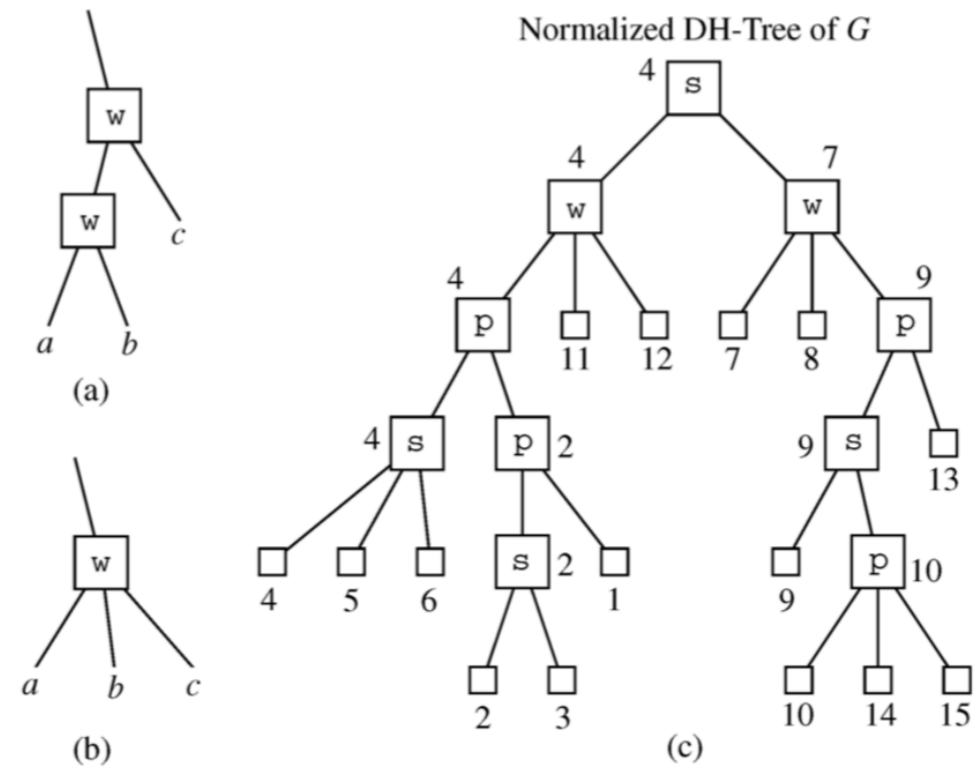 Normalized DH-Tree of G
4 s
w
4 7
w w
w
c
4 9
p p
a b
11 12 7 8
(a)
4 s p 2 9 s
13
s 2 p 10
w
4 5 6 1 9
a b c
2 3 10 14 15
(b) (c)